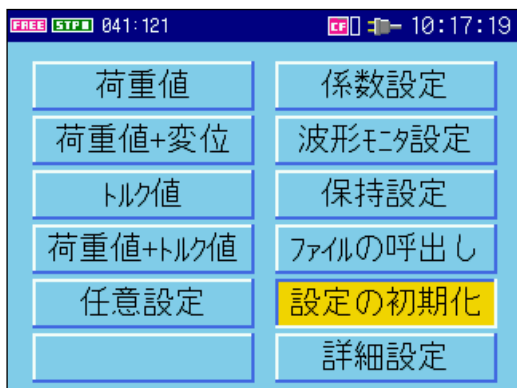 FREE STPM 041:121 CF 10:17:19
荷重値 係数設定
荷重値+変位 波形ﾓﾆﾀ設定
ﾄﾙｸ値 保持設定
荷重値+ﾄﾙｸ値 ﾌｧｲﾙの呼出し
任意設定 設定の初期化
詳細設定